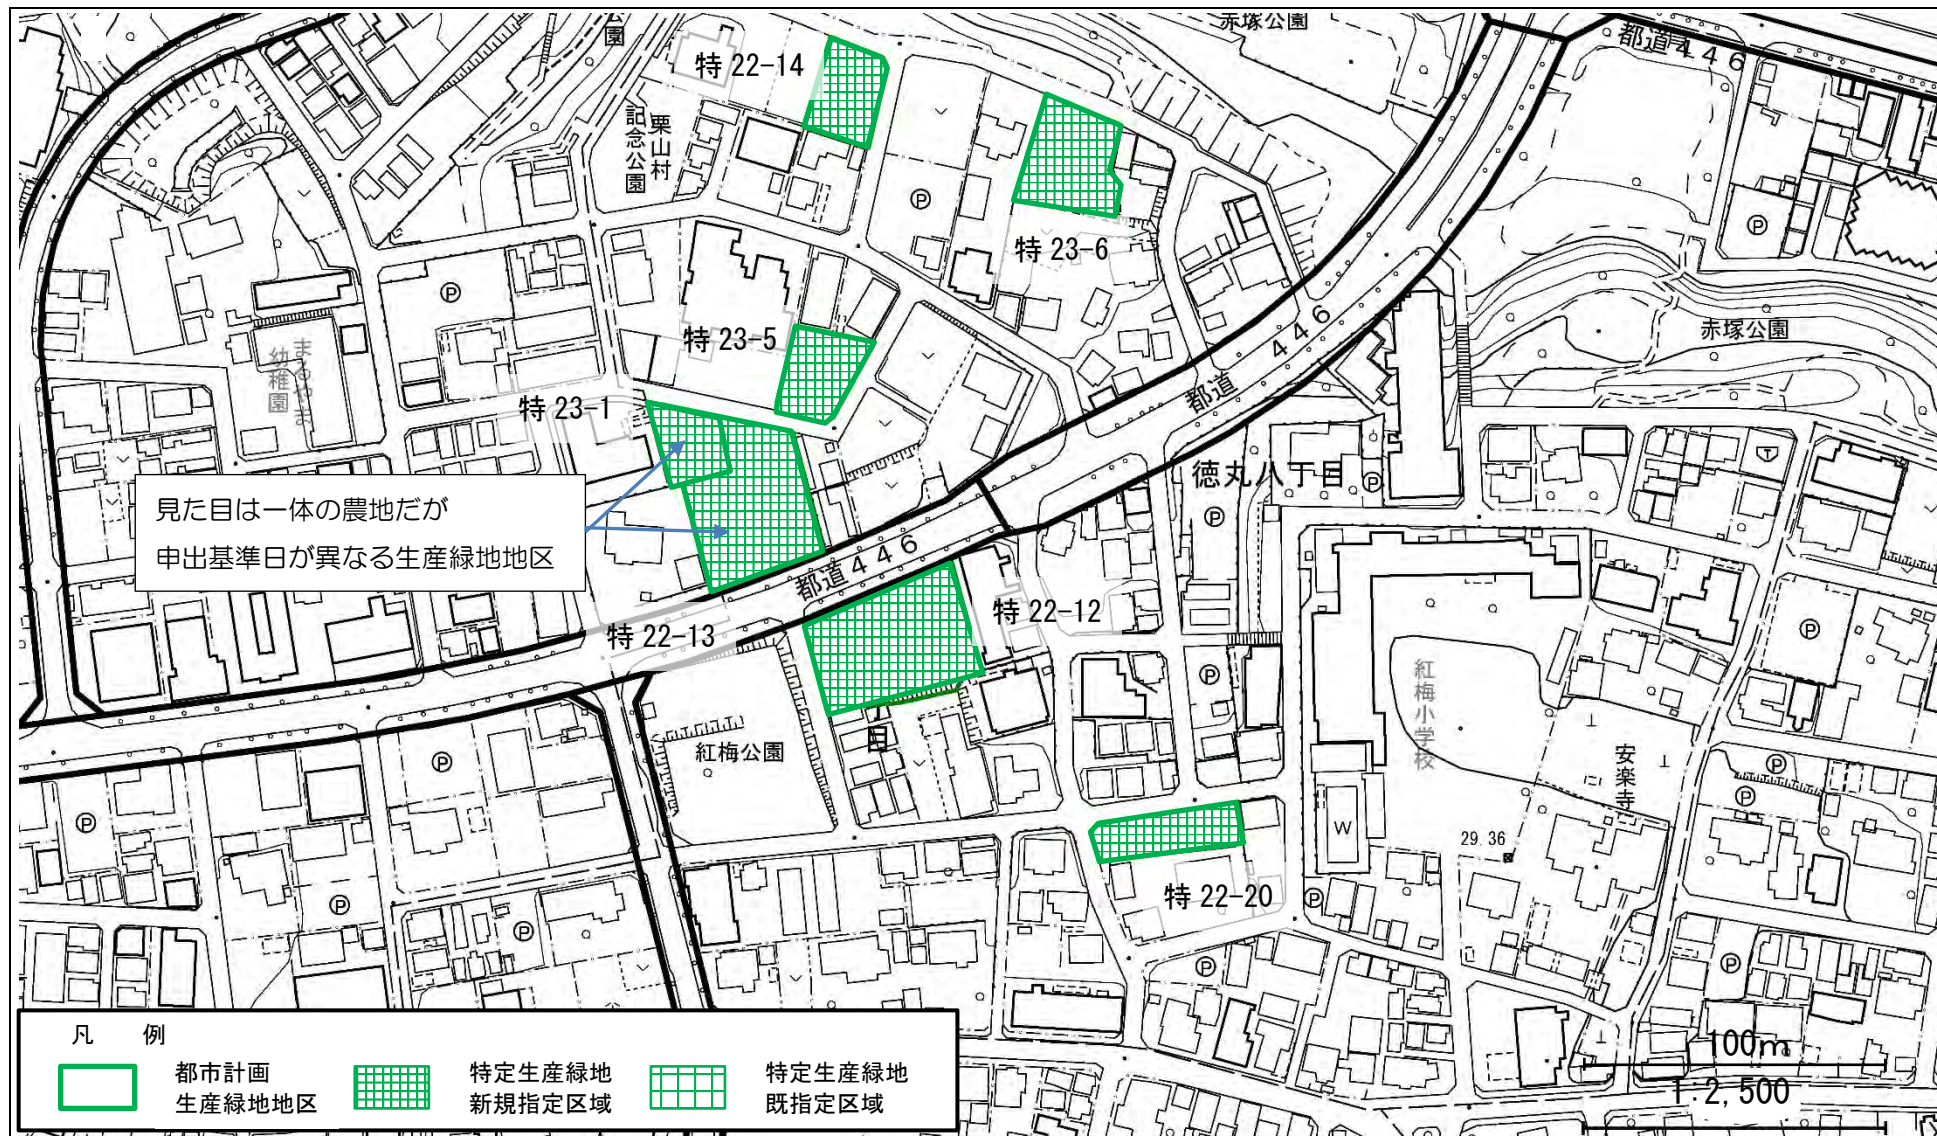 公園
赤塚公園
都道446
特22-14
栗山村
記念公園
Ⓟ
特23-6
Ⓟ
Ⓟ
446
赤塚公園
特23-5
まるやま
幼稚園
都道
特23-1
徳丸八丁目
Ⓟ
Ⓟ
見た目は一体の農地だが
申出基準日が異なる生産緑地地区
都道446
特22-12
特22-13
Ⓟ
Ⓟ
紅梅小学校
丁目
紅梅公園
安楽寺
Ⓟ
Ⓟ
Ⓟ
Ⓟ
W
29.36
特22-20
Ⓟ
Ⓟ
Ⓟ
Ⓟ
Ⓟ
凡 例
都市計画
生産緑地地区
特定生産緑地
新規指定区域
特定生産緑地
既指定区域
100m
1:2,500